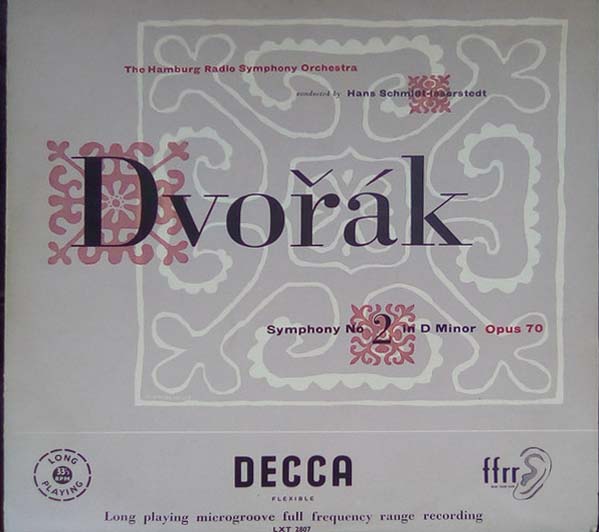 The Hamburg Radio Symphony Orchestra
conducted by Hans Schmidt-Isserstedt
Dvořák
Symphony No 2 in D Minor Opus 70
LONG
33⅓
RPM
PLAYING
DECCA
ffrr
FLEXIBLE
Long playing microgroove full frequency range recording
LXT 2807